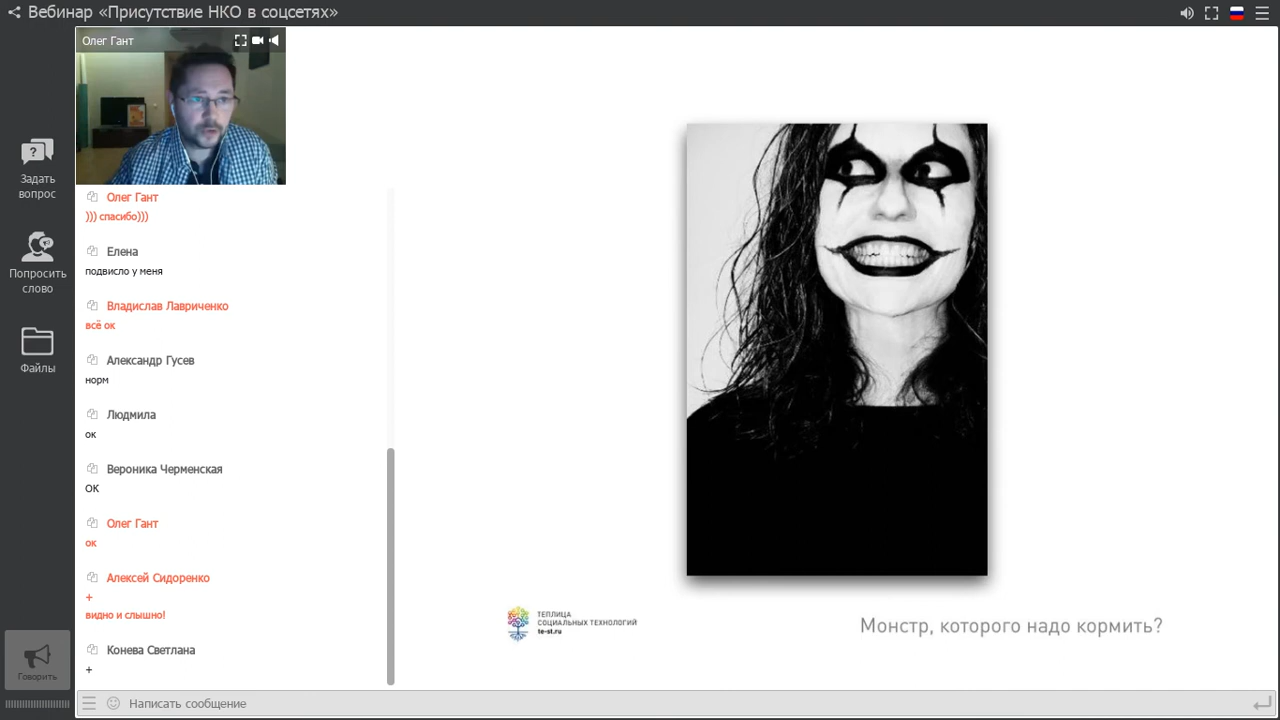 Вебинар «Присутствие НКО в соцсетях»
Олег Гант
Задать
вопрос
Попросить
слово
Файлы
Говорить
Олег Гант
))) спасибо)))
Елена
подвисло у меня
Владислав Лавриченко
всё ок
Александр Гусев
норм
Людмила
ок
Вероника Черменская
ОК
Олег Гант
ок
Алексей Сидоренко
+
видно и слышно!
Конева Светлана
+
Написать сообщение
ТЕПЛИЦА
СОЦИАЛЬНЫХ ТЕХНОЛОГИЙ
te-st.ru
Монстр, которого надо кормить?